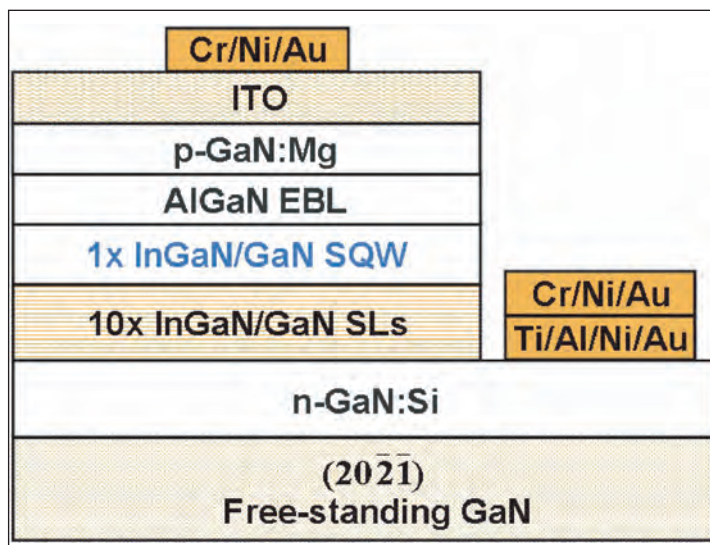 Cr/Ni/Au
ITO
p-GaN:Mg
AlGaN EBL
1x InGaN/GaN SQW
10x InGaN/GaN SLs
Cr/Ni/Au
Ti/Al/Ni/Au
n-GaN:Si
(202̄1̄)
Free-standing GaN